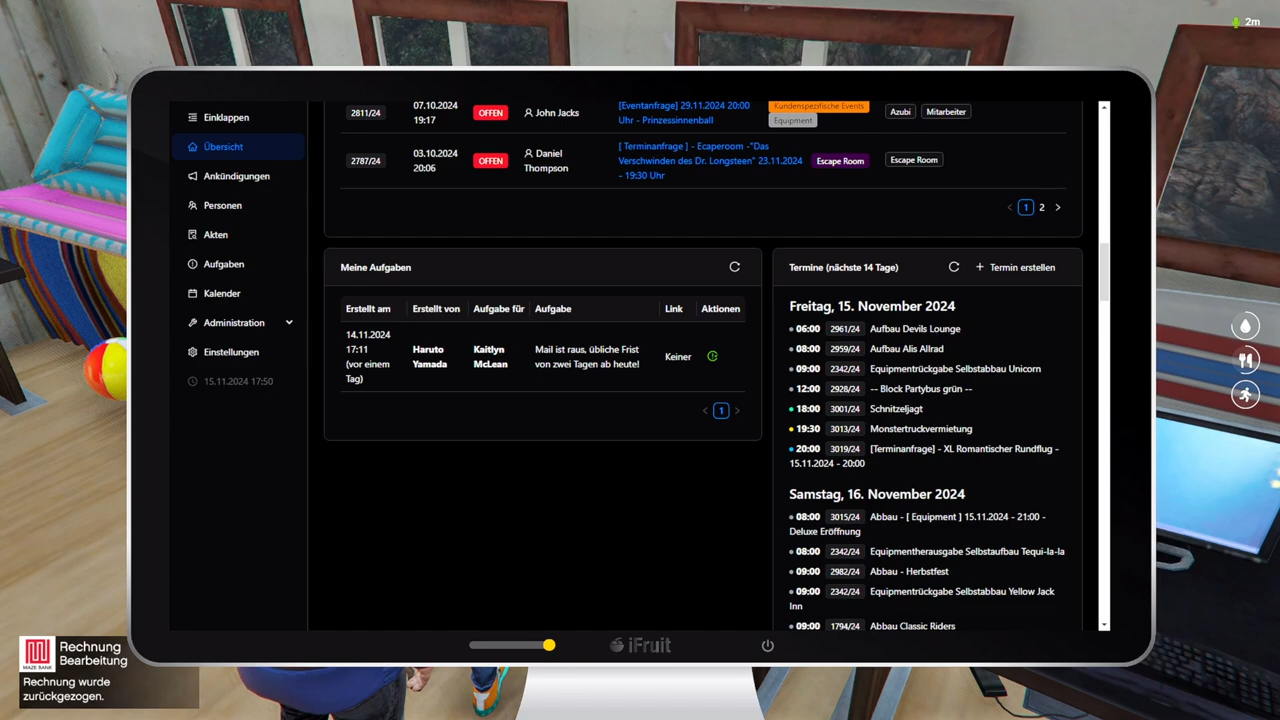 2m
Einklappen
Übersicht
Ankündigungen
Personen
Akten
Aufgaben
Kalender
Administration
Einstellungen
15.11.2024 17:50
2811/24
07.10.2024
19:17
OFFEN
John Jacks
[Eventanfrage] 29.11.2024 20:00
Uhr - Prinzessinnenball
Kundenspezifische Events
Equipment
Azubi
Mitarbeiter
2787/24
03.10.2024
20:06
OFFEN
Daniel
Thompson
[ Terminanfrage ] - Ecaperoom -"Das
Verschwinden des Dr. Longsteen" 23.11.2024
- 19:30 Uhr
Escape Room
Escape Room
1 2
Meine Aufgaben
Erstellt am Erstellt von Aufgabe für Aufgabe Link Aktionen
14.11.2024
17:11
(vor einem
Tag)
Haruto
Yamada
Kaitlyn
McLean
Mail ist raus, übliche Frist
von zwei Tagen ab heute!
Keiner
1
Termine (nächste 14 Tage)
+ Termin erstellen
Freitag, 15. November 2024
06:00 2961/24 Aufbau Devils Lounge
08:00 2959/24 Aufbau Alis Allrad
09:00 2342/24 Equipmentrückgabe Selbstabbau Unicorn
12:00 2928/24 -- Block Partybus grün --
18:00 3001/24 Schnitzeljagt
19:30 3013/24 Monstertruckvermietung
20:00 3019/24 [Terminanfrage] - XL Romantischer Rundflug -
15.11.2024 - 20:00
Samstag, 16. November 2024
08:00 3015/24 Abbau - [ Equipment ] 15.11.2024 - 21:00 -
Deluxe Eröffnung
08:00 2342/24 Equipmentherausgabe Selbstaufbau Tequi-la-la
09:00 2982/24 Abbau - Herbstfest
09:00 2342/24 Equipmentrückgabe Selbstabbau Yellow Jack
Inn
09:00 1794/24 Abbau Classic Riders
iFruit
MAZE BANK
Rechnung
Bearbeitung
Rechnung wurde
zurückgezogen.